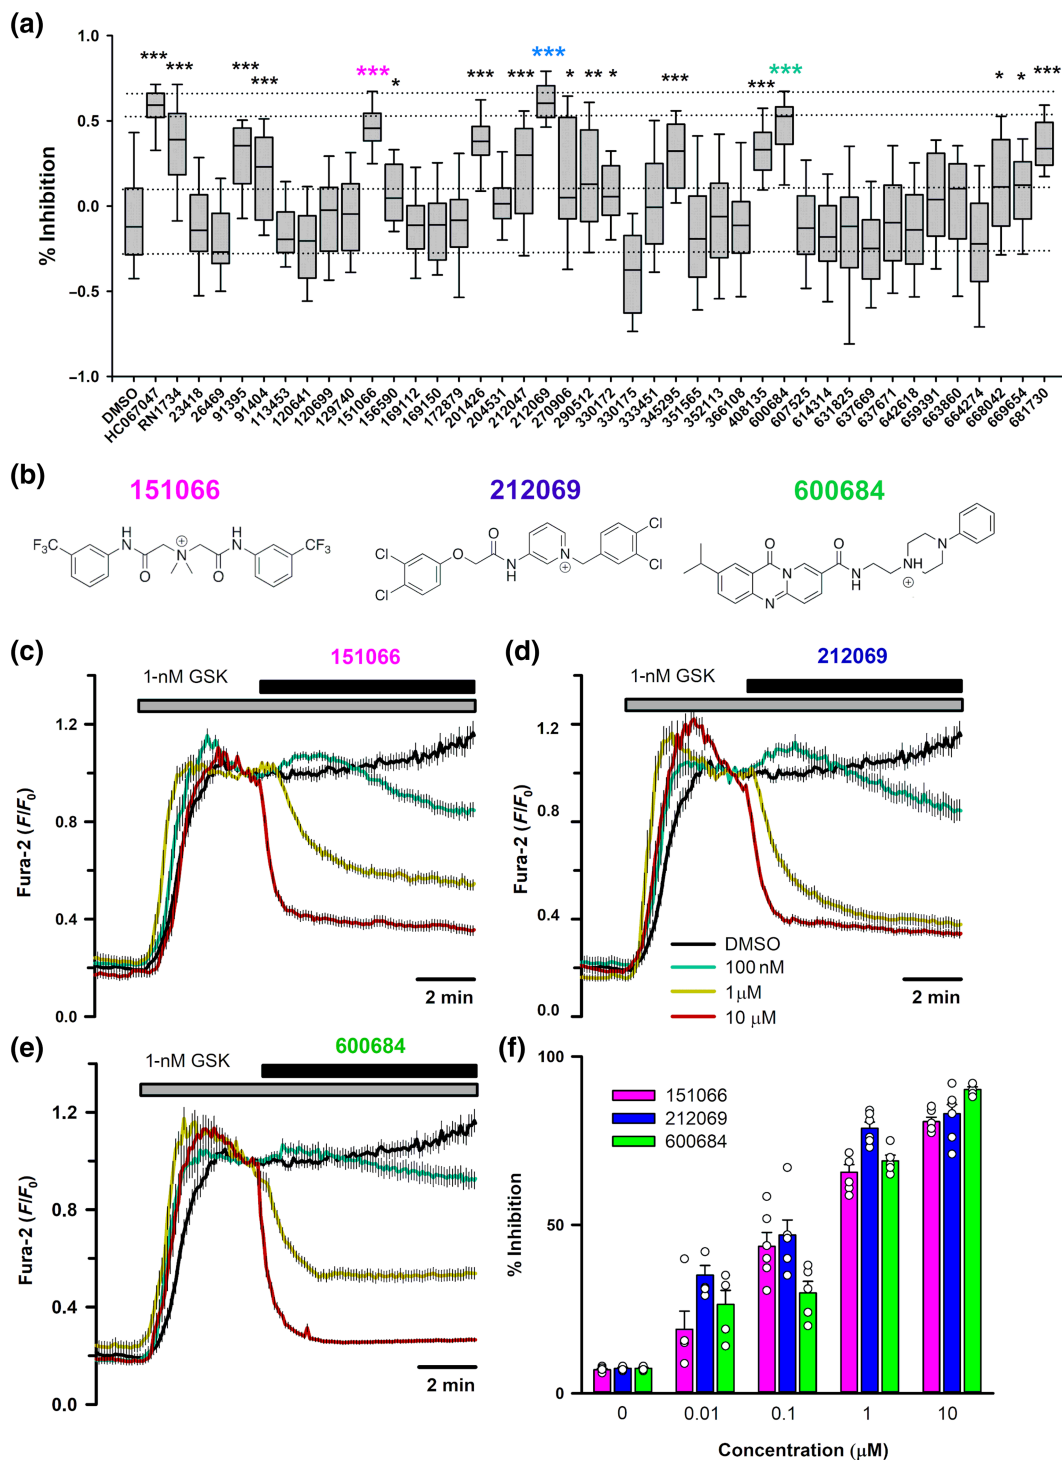 (a)
1.0
0.5
0.0
−0.5
−1.0
% Inhibition
*** *** *** *** *** * *** *** *** * ** * *** *** *** * * ***
DMSO
HC067047
RN1734
23418
26469
91395
91404
113453
120641
120699
129740
151066
156590
169112
169150
172979
201426
204531
212047
212069
270906
290512
330172
330175
333451
345295
351565
352113
366108
408135
600684
607525
614314
631825
637669
637671
642618
659391
663860
664274
668042
669654
681730
(b)
151066
212069
600684
F₃C H N O N ⊕ O H N CF₃
Cl Cl O O N H N ⊕ Cl Cl
O N N O N H NH ⊕ N
(c)
151066
1-nM GSK
1.2
0.8
0.4
0.0
Fura-2 (F/F₀)
2 min
(d)
212069
1-nM GSK
1.2
0.8
0.4
0.0
Fura-2 (F/F₀)
DMSO
100 nM
1 μM
10 μM
2 min
(e)
600684
1-nM GSK
1.2
0.8
0.4
0.0
Fura-2 (F/F₀)
2 min
(f)
100
50
0
% Inhibition
151066
212069
600684
0 0.01 0.1 1 10
Concentration (μM)